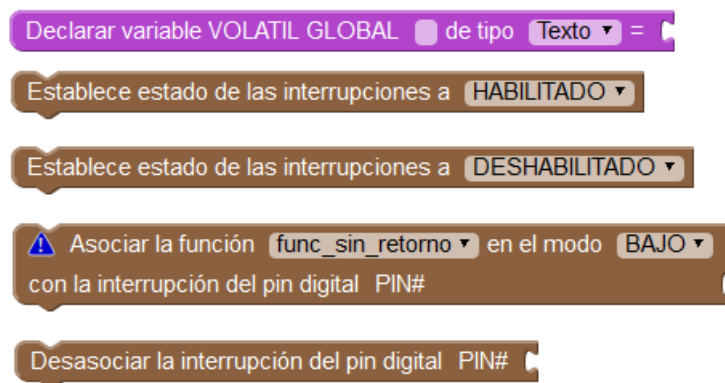 Declarar variable VOLATIL GLOBAL de tipo Texto =
Establece estado de las interrupciones a HABILITADO
Establece estado de las interrupciones a DESHABILITADO
Asociar la función func_sin_retorno en el modo BAJO
con la interrupción del pin digital PIN#
Desasociar la interrupción del pin digital PIN#